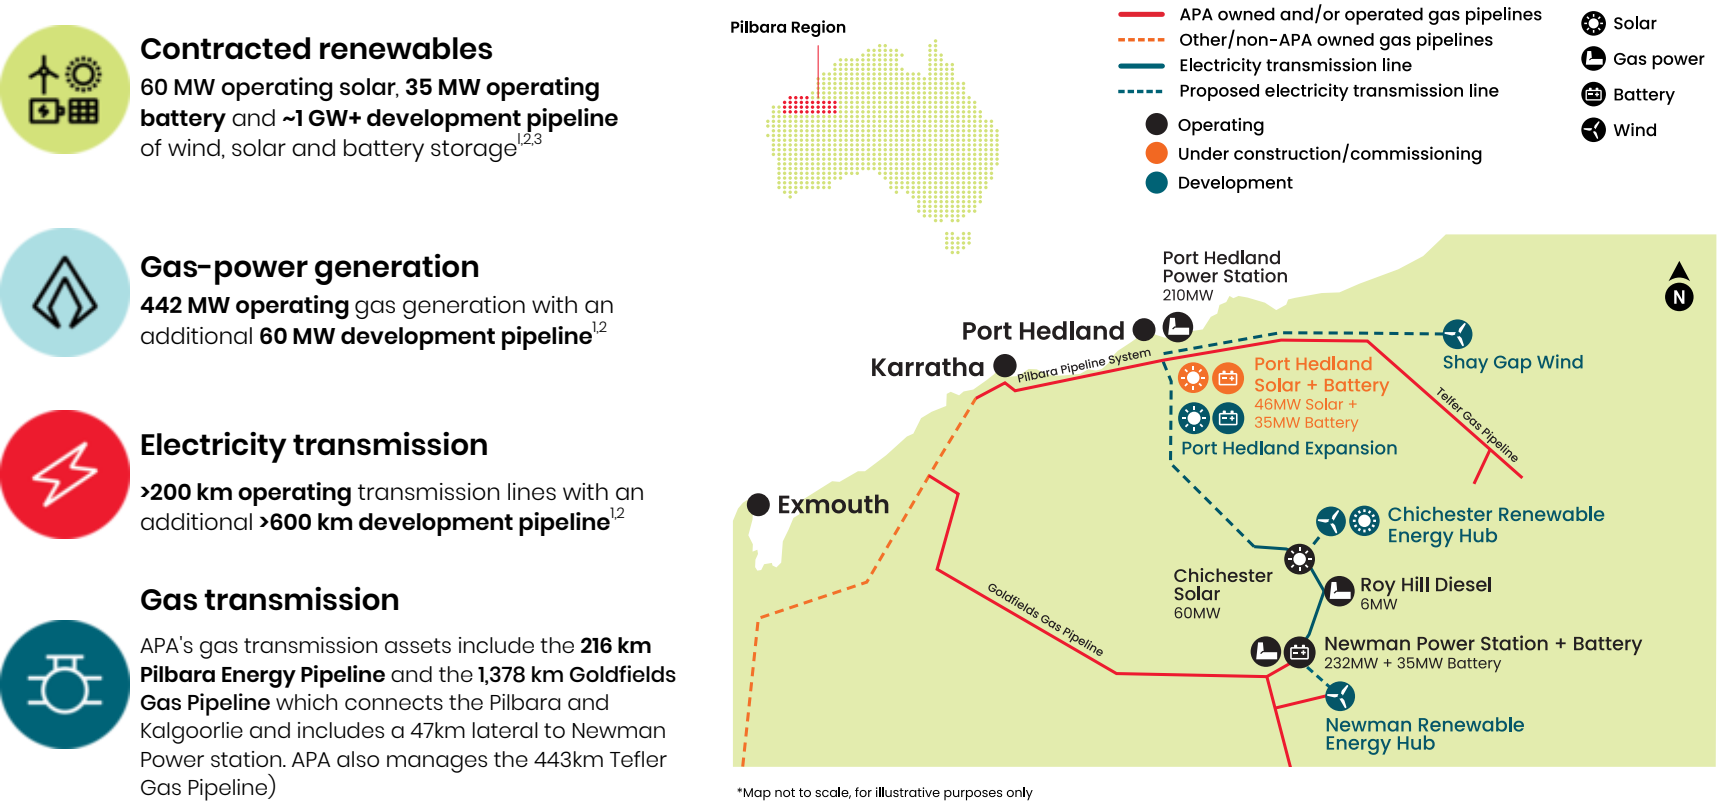 Contracted renewables
60 MW operating solar, 35 MW operating
battery and ~1 GW+ development pipeline
of wind, solar and battery storage1,2,3
Gas-power generation
442 MW operating gas generation with an
additional 60 MW development pipeline1,2
Electricity transmission
>200 km operating transmission lines with an
additional >600 km development pipeline1,2
Gas transmission
APA's gas transmission assets include the 216 km
Pilbara Energy Pipeline and the 1,378 km Goldfields
Gas Pipeline which connects the Pilbara and
Kalgoorlie and includes a 47km lateral to Newman
Power station. APA also manages the 443km Tefler
Gas Pipeline)
Pilbara Region
APA owned and/or operated gas pipelines
Other/non-APA owned gas pipelines
Electricity transmission line
Proposed electricity transmission line
Operating
Under construction/commissioning
Development
Solar
Gas power
Battery
Wind
Port Hedland
Power Station
210MW
N
Port Hedland
Karratha
Pilbara Pipeline System
Shay Gap Wind
Port Hedland
Solar + Battery
46MW Solar +
35MW Battery
Port Hedland Expansion
Telfer Gas Pipeline
Exmouth
Chichester Renewable
Energy Hub
Chichester
Solar
60MW
Roy Hill Diesel
6MW
Goldfields Gas Pipeline
Newman Power Station + Battery
232MW + 35MW Battery
Newman Renewable
Energy Hub
*Map not to scale, for illustrative purposes only